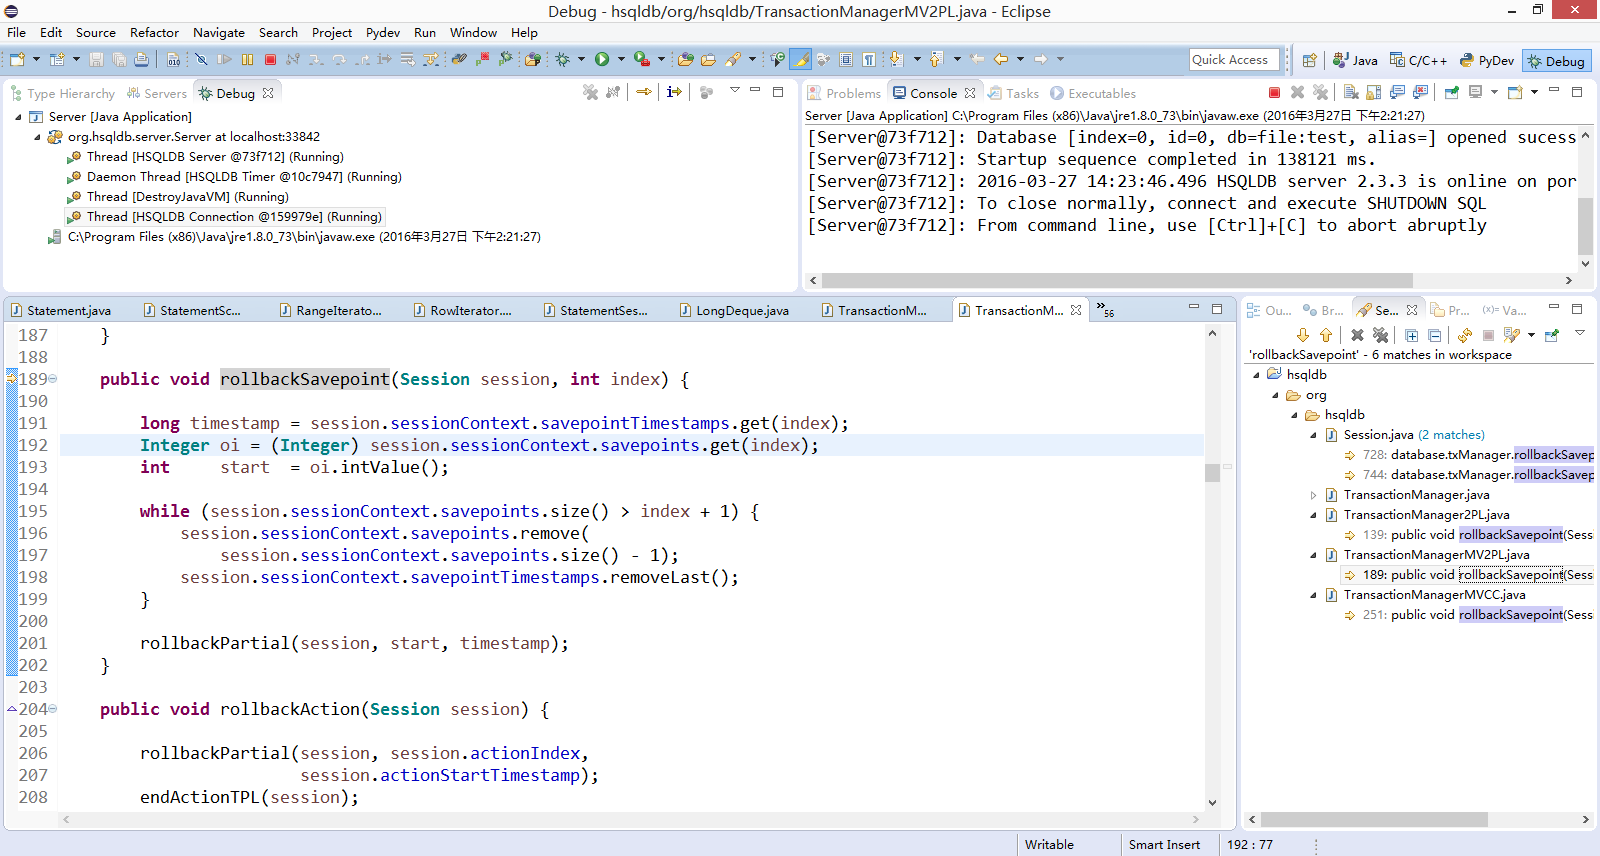 Debug - hsqldb/org/hsqldb/TransactionManagerMV2PL.java - Eclipse
File Edit Source Refactor Navigate Search Project Pydev Run Window Help
Quick Access Java C/C++ PyDev Debug
Type Hierarchy Servers Debug
Server [Java Application]
org.hsqldb.server.Server at localhost:33842
Thread [HSQLDB Server @73f712] (Running)
Daemon Thread [HSQLDB Timer @10c7947] (Running)
Thread [DestroyJavaVM] (Running)
Thread [HSQLDB Connection @159979e] (Running)
C:\Program Files (x86)\Java\jre1.8.0_73\bin\javaw.exe (2016年3月27日 下午2:21:27)
Problems Console Tasks Executables
Server [Java Application] C:\Program Files (x86)\Java\jre1.8.0_73\bin\javaw.exe (2016年3月27日 下午2:21:27)
[Server@73f712]: Database [index=0, id=0, db=file:test, alias=] opened sucess
[Server@73f712]: Startup sequence completed in 138121 ms.
[Server@73f712]: 2016-03-27 14:23:46.496 HSQLDB server 2.3.3 is online on por
[Server@73f712]: To close normally, connect and execute SHUTDOWN SQL
[Server@73f712]: From command line, use [Ctrl]+[C] to abort abruptly
Statement.java StatementSc... RangeIterato... RowIterator.... StatementSes... LongDeque.java TransactionM... TransactionM... »56
187 }
188
189 public void rollbackSavepoint(Session session, int index) {
190
191 long timestamp = session.sessionContext.savepointTimestamps.get(index);
192 Integer oi = (Integer) session.sessionContext.savepoints.get(index);
193 int start = oi.intValue();
194
195 while (session.sessionContext.savepoints.size() > index + 1) {
196 session.sessionContext.savepoints.remove(
197 session.sessionContext.savepoints.size() - 1);
198 session.sessionContext.savepointTimestamps.removeLast();
199 }
200
201 rollbackPartial(session, start, timestamp);
202 }
203
204 public void rollbackAction(Session session) {
205
206 rollbackPartial(session, session.actionIndex,
207 session.actionStartTimestamp);
208 endActionTPL(session);
Ou... Br... Se... Pr... (x)= Va...
'rollbackSavepoint' - 6 matches in workspace
hsqldb
org
hsqldb
Session.java (2 matches)
728: database.txManager.rollbackSavep
744: database.txManager.rollbackSavep
TransactionManager.java
TransactionManager2PL.java
139: public void rollbackSavepoint(Sessi
TransactionManagerMV2PL.java
189: public void rollbackSavepoint(Sessi
TransactionManagerMVCC.java
251: public void rollbackSavepoint(Sessi
Writable Smart Insert 192 : 77